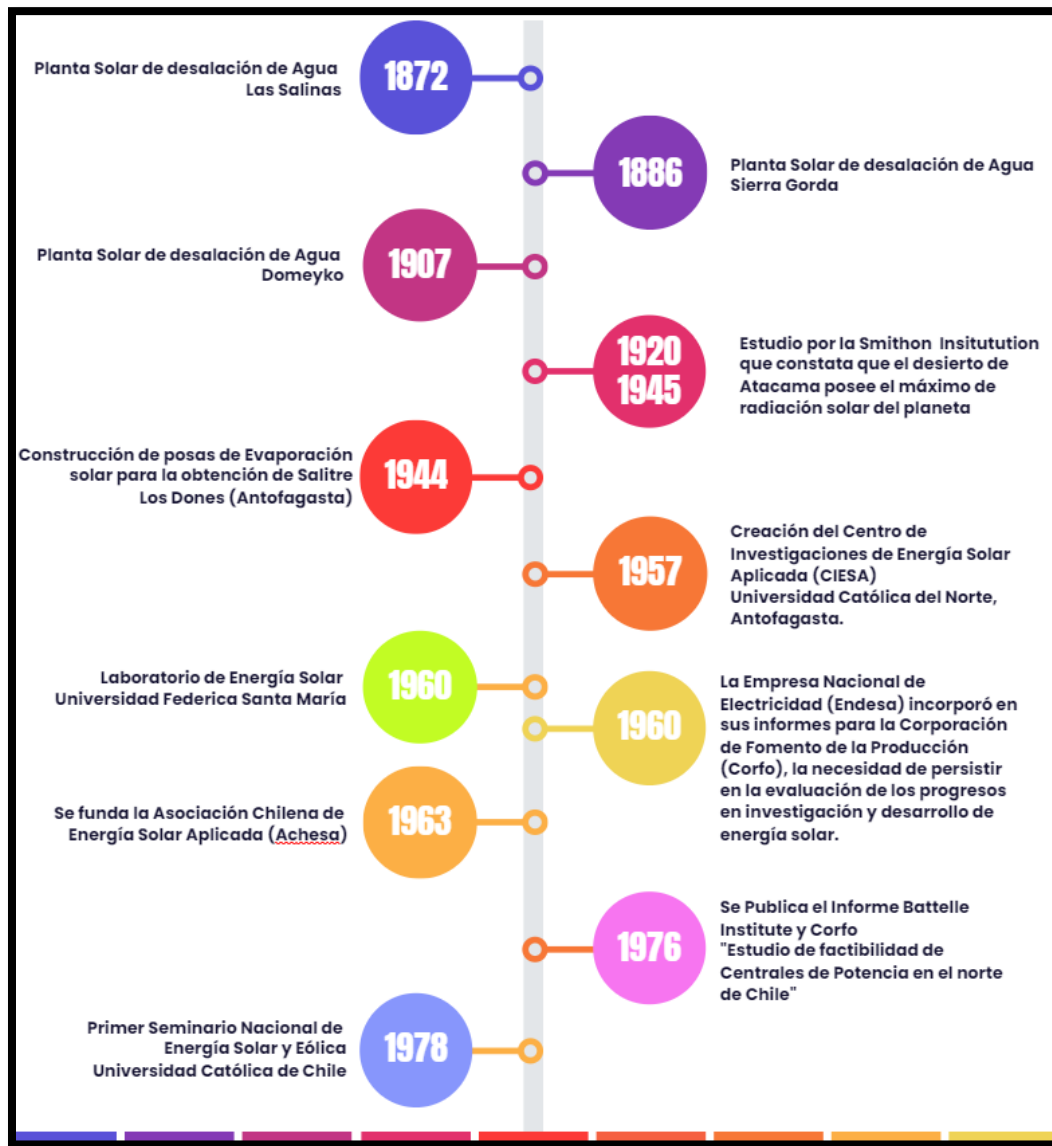 Planta Solar de desalación de Agua
Las Salinas
1872
1886
Planta Solar de desalación de Agua
Sierra Gorda
Planta Solar de desalación de Agua
Domeyko
1907
1920
1945
Estudio por la Smithon Insitutution
que constata que el desierto de
Atacama posee el máximo de
radiación solar del planeta
Construcción de posas de Evaporación
solar para la obtención de Salitre
Los Dones (Antofagasta)
1944
1957
Creación del Centro de
Investigaciones de Energía Solar
Aplicada (CIESA)
Universidad Católica del Norte,
Antofagasta.
Laboratorio de Energía Solar
Universidad Federica Santa María
1960
1960
La Empresa Nacional de
Electricidad (Endesa) incorporó en
sus informes para la Corporación
de Fomento de la Producción
(Corfo), la necesidad de persistir
en la evaluación de los progresos
en investigación y desarrollo de
energía solar.
Se funda la Asociación Chilena de
Energía Solar Aplicada (Achesa)
1963
1976
Se Publica el Informe Battelle
Institute y Corfo
"Estudio de factibilidad de
Centrales de Potencia en el norte
de Chile"
Primer Seminario Nacional de
Energía Solar y Eólica
Universidad Católica de Chile
1978